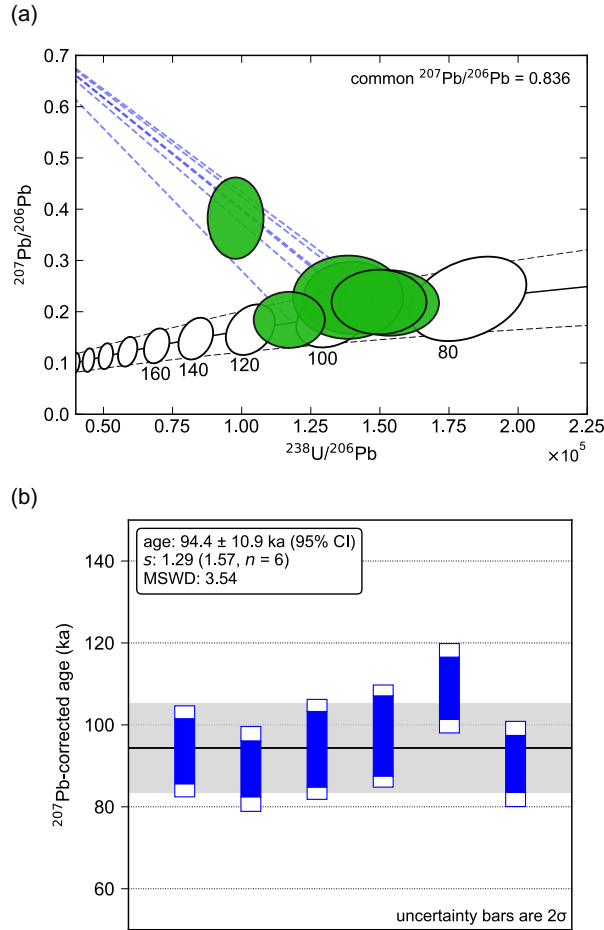 (a)
common ²⁰⁷Pb/²⁰⁶Pb = 0.836
0.7
0.6
0.5
0.4
0.3
0.2
0.1
0.0
²⁰⁷Pb/²⁰⁶Pb
160
140
120
100
80
0.50
0.75
1.00
1.25
1.50
1.75
2.00
2.25
²³⁸U/²⁰⁶Pb
×10⁵
(b)
age: 94.4 ± 10.9 ka (95% CI)
s: 1.29 (1.57, n = 6)
MSWD: 3.54
140
120
100
80
60
²⁰⁷Pb-corrected age (ka)
uncertainty bars are 2σ